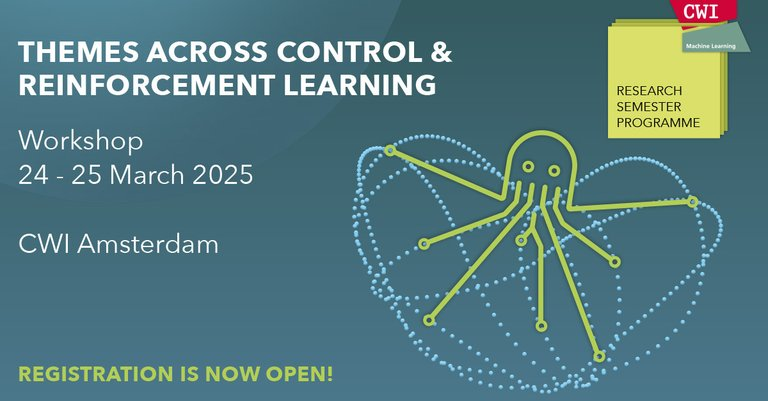 THEMES ACROSS CONTROL &
REINFORCEMENT LEARNING
Workshop
24 - 25 March 2025
CWI Amsterdam
REGISTRATION IS NOW OPEN!
CWI
Machine Learning
RESEARCH
SEMESTER
PROGRAMME